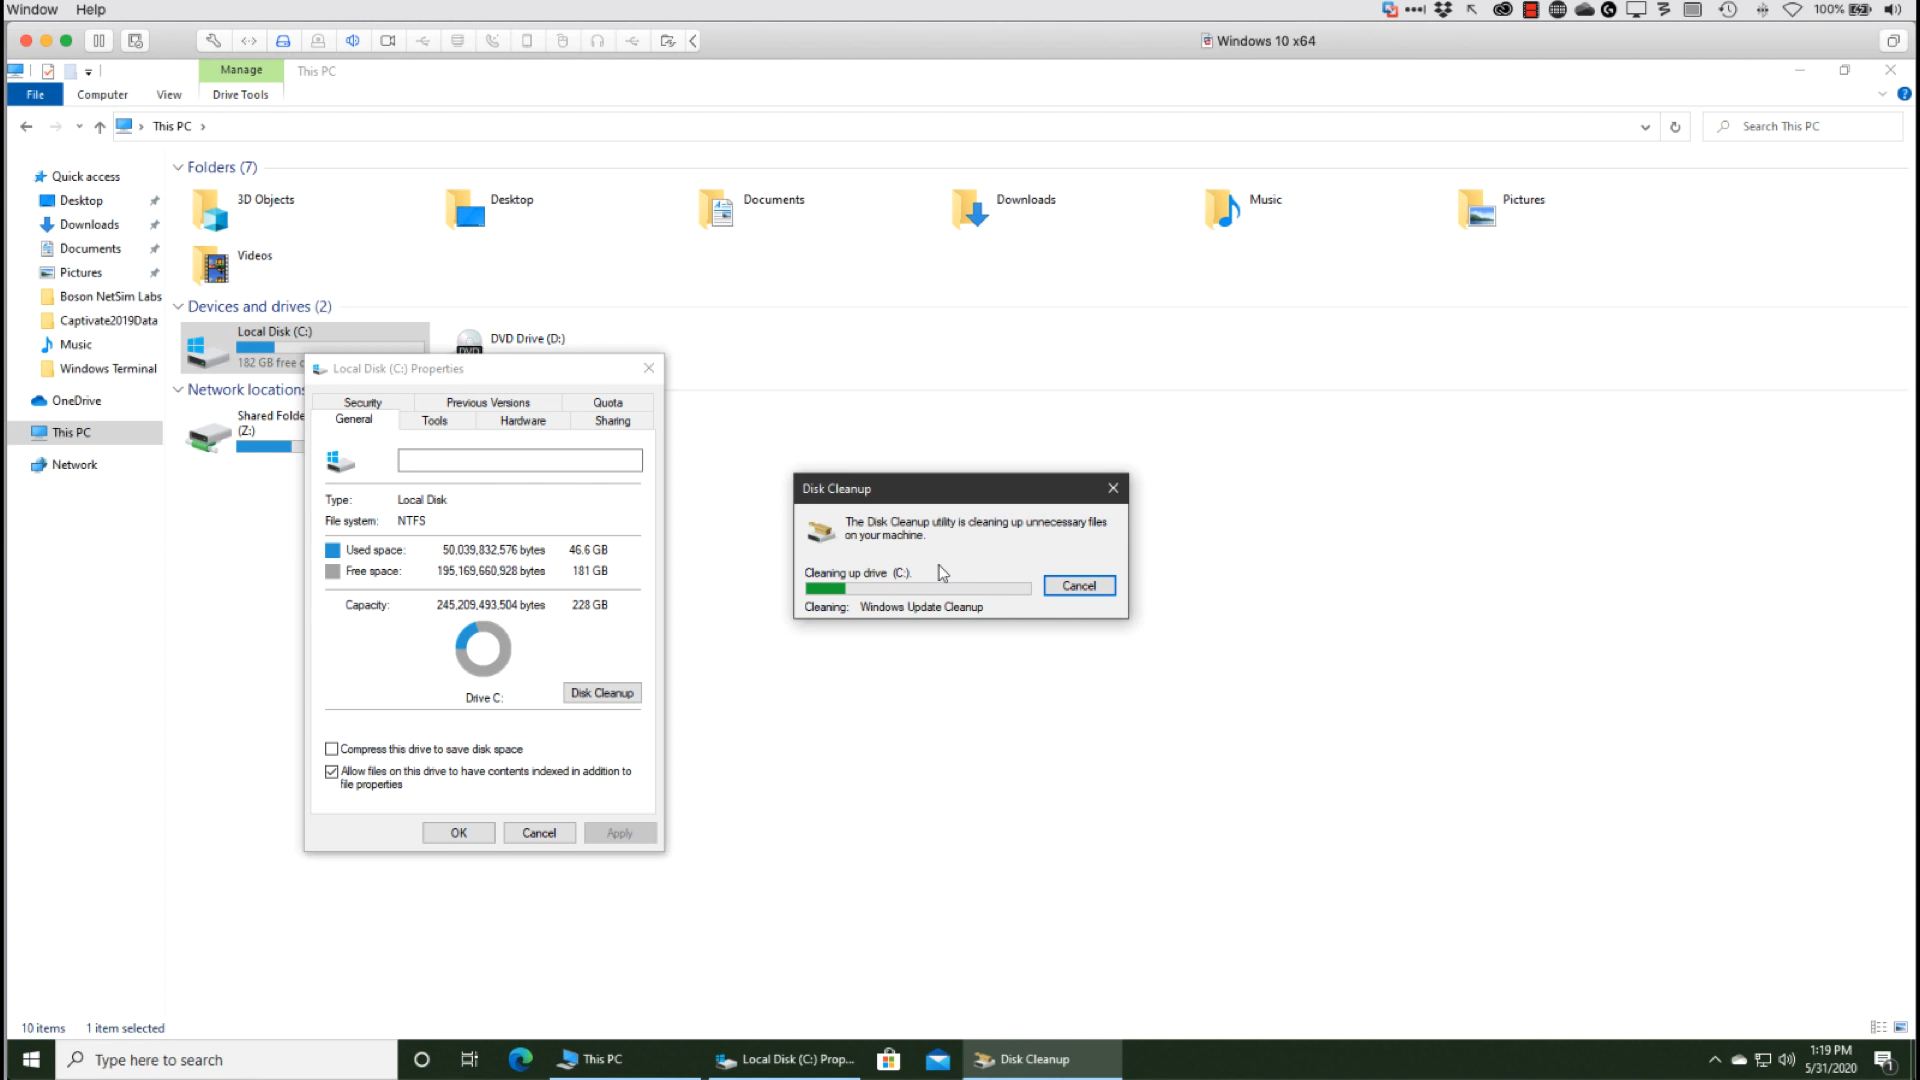 Window Help
100%
Windows 10 x64
Manage This PC
File Computer View Drive Tools
This PC
Search This PC
Quick access
Desktop
Downloads
Documents
Pictures
Boson NetSim Labs
Captivate2019Data
Music
Windows Terminal
OneDrive
This PC
Network
Folders (7)
3D Objects
Desktop
Documents
Downloads
Music
Pictures
Videos
Devices and drives (2)
Local Disk (C:)
182 GB free
DVD Drive (D:)
DVD
Network locations
Shared Folde
(Z:)
Local Disk (C:) Properties
Security Previous Versions Quota
General Tools Hardware Sharing
Type: Local Disk
File system: NTFS
Used space: 50,039,832,576 bytes 46.6 GB
Free space: 195,169,660,928 bytes 181 GB
Capacity: 245,209,493,504 bytes 228 GB
Drive C:
Disk Cleanup
Compress this drive to save disk space
Allow files on this drive to have contents indexed in addition to
file properties
OK Cancel Apply
Disk Cleanup
The Disk Cleanup utility is cleaning up unnecessary files
on your machine.
Cleaning up drive (C:).
Cancel
Cleaning: Windows Update Cleanup
10 items 1 item selected
Type here to search
This PC
Local Disk (C:) Prop...
Disk Cleanup
1:19 PM
5/31/2020
1